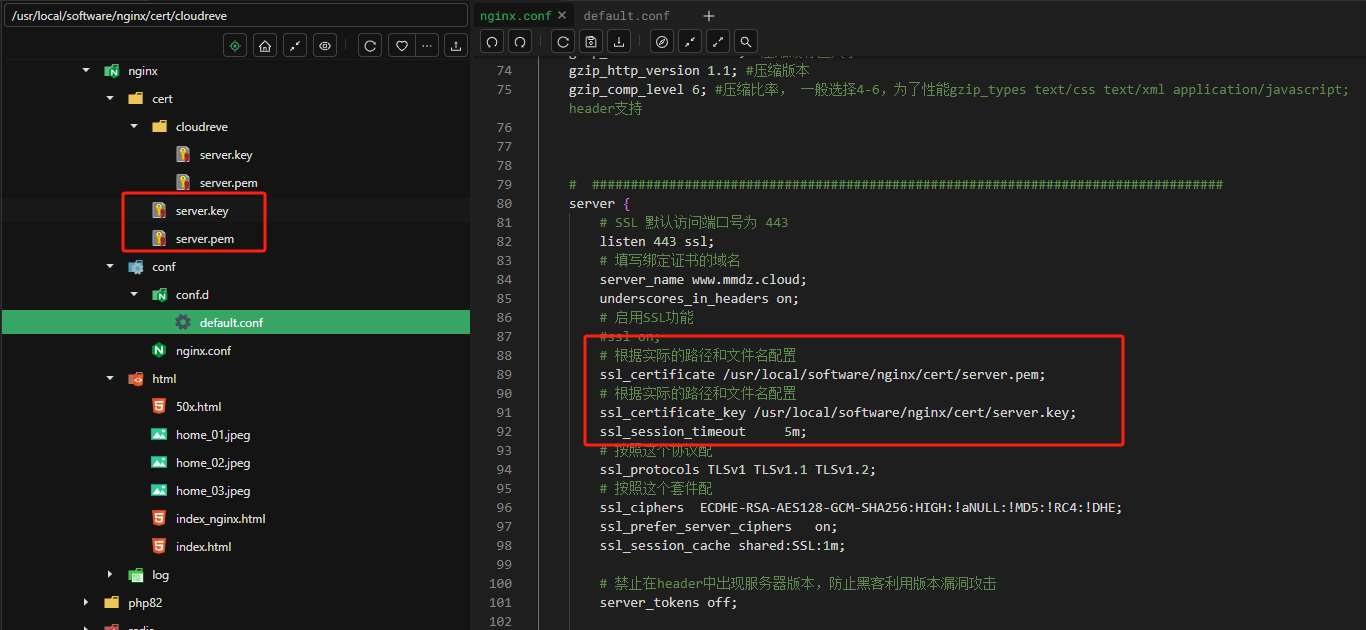 /usr/local/software/nginx/cert/cloudreve
nginx
cert
cloudreve
server.key
server.pem
server.key
server.pem
conf
conf.d
default.conf
nginx.conf
html
50x.html
home_01.jpeg
home_02.jpeg
home_03.jpeg
index_nginx.html
index.html
log
php82
nginx.conf
default.conf
74 gzip_http_version 1.1; #压缩版本
75 gzip_comp_level 6; #压缩比率， 一般选择4-6，为了性能gzip_types text/css text/xml application/javascript;
header支持
76
77
78
79 # ##################################################################################
80 server {
81 # SSL 默认访问端口号为 443
82 listen 443 ssl;
83 # 填写绑定证书的域名
84 server_name www.mmdz.cloud;
85 underscores_in_headers on;
86 # 启用SSL功能
87 #ssl on;
88 # 根据实际的路径和文件名配置
89 ssl_certificate /usr/local/software/nginx/cert/server.pem;
90 # 根据实际的路径和文件名配置
91 ssl_certificate_key /usr/local/software/nginx/cert/server.key;
92 ssl_session_timeout 5m;
93 # 按照这个协议配
94 ssl_protocols TLSv1 TLSv1.1 TLSv1.2;
95 # 按照这个套件配
96 ssl_ciphers ECDHE-RSA-AES128-GCM-SHA256:HIGH:!aNULL:!MD5:!RC4:!DHE;
97 ssl_prefer_server_ciphers on;
98 ssl_session_cache shared:SSL:1m;
99
100 # 禁止在header中出现服务器版本，防止黑客利用版本漏洞攻击
101 server_tokens off;
102